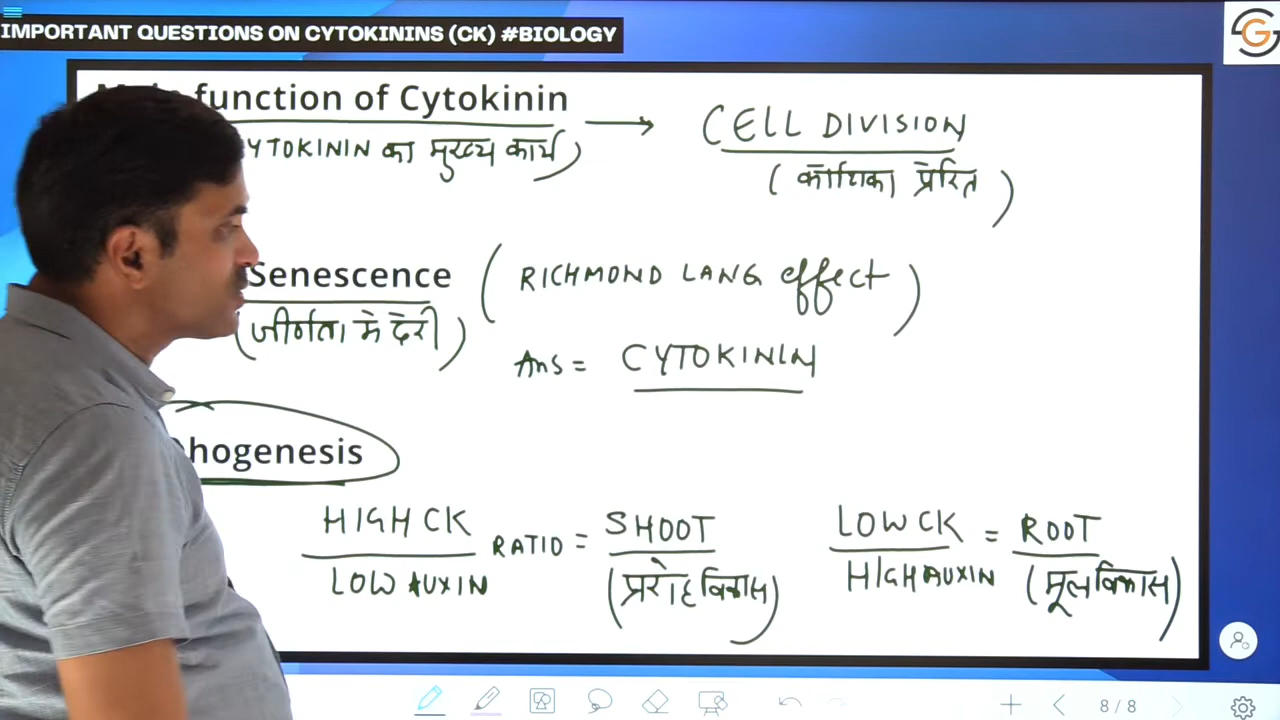 IMPORTANT QUESTIONS ON CYTOKININS (CK) #BIOLOGY
function of Cytokinin → CELL DIVISION
YTOKININ का मुख्य कार्य) (कोशिका प्रेरित)
Senescence (RICHMOND LANG effect)
(जीर्णता मे देरी)
Ans = CYTOKININ
hogenesis
HIGH CK RATIO = SHOOT LOW CK = ROOT
LOW AUXIN (प्ररोह विकास) HIGH AUXIN (मूल विकास)
8/8